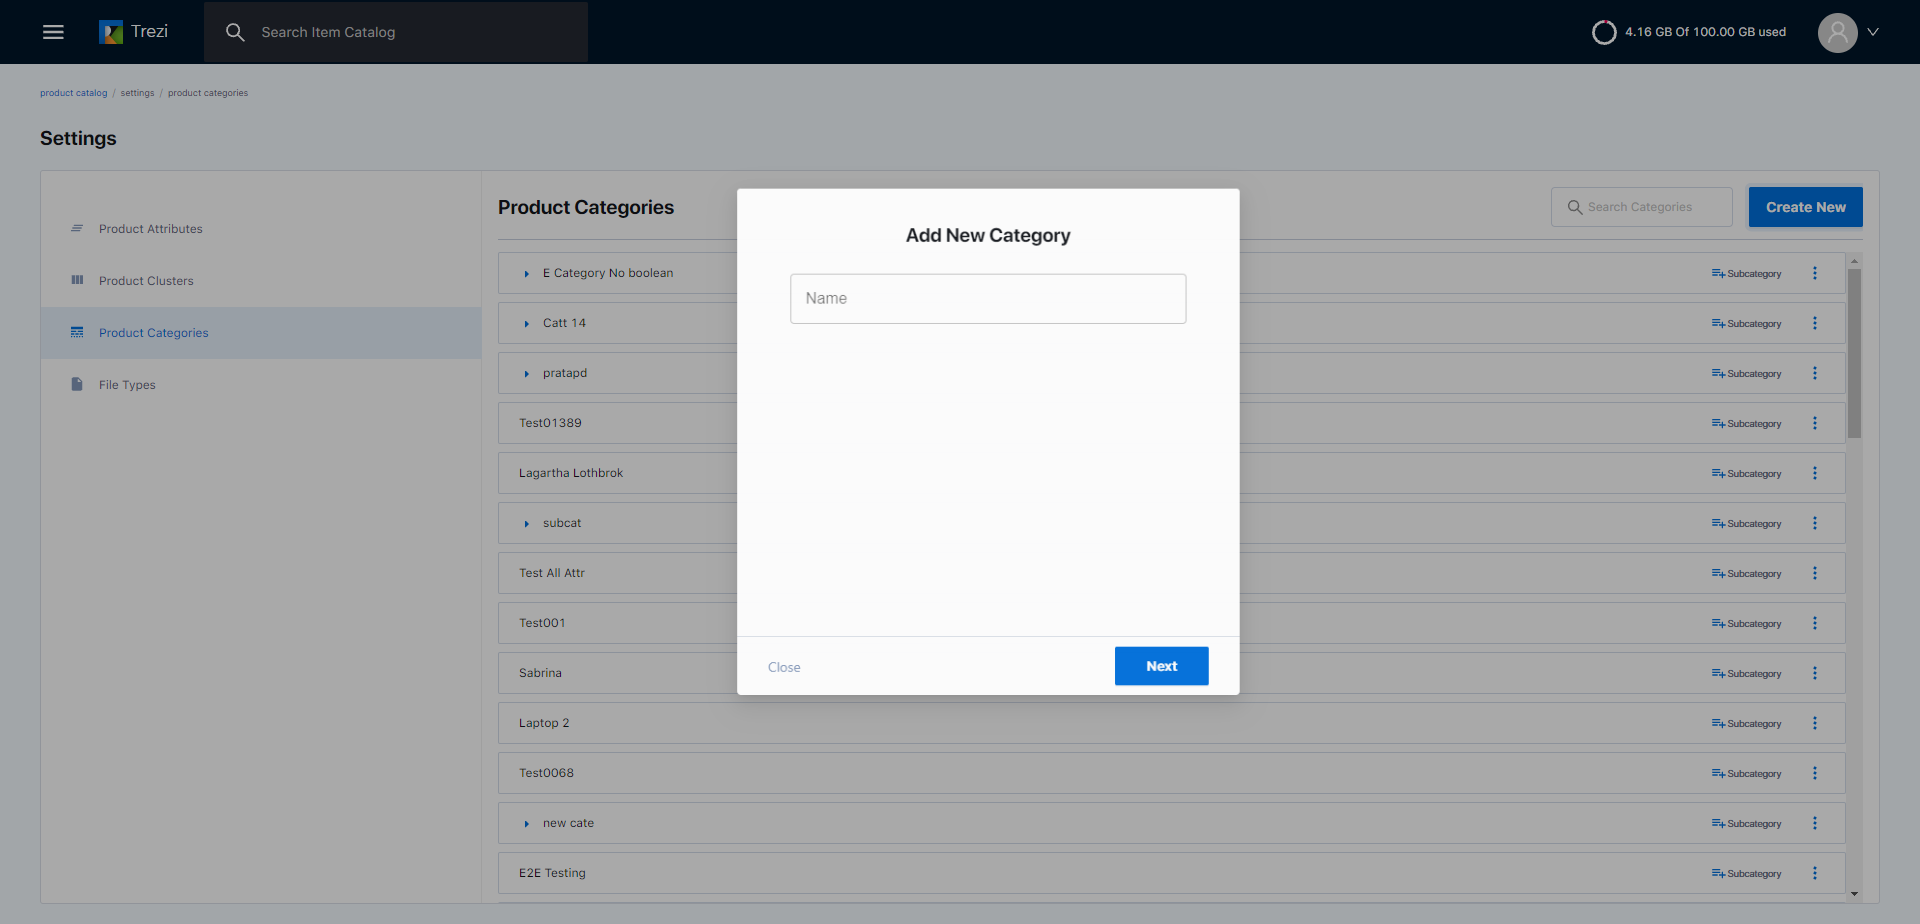 Trezi
Search Item Catalog
4.16 GB Of 100.00 GB used
product catalog / settings / product categories
Settings
Product Attributes
Product Clusters
Product Categories
File Types
Product Categories
Search Categories
Create New
E Category No boolean
Subcategory
Catt 14
Subcategory
pratapd
Subcategory
Test01389
Subcategory
Lagartha Lothbrok
Subcategory
subcat
Subcategory
Test All Attr
Subcategory
Test001
Subcategory
Sabrina
Subcategory
Laptop 2
Subcategory
Test0068
Subcategory
new cate
Subcategory
E2E Testing
Subcategory
Add New Category
Name
Close
Next